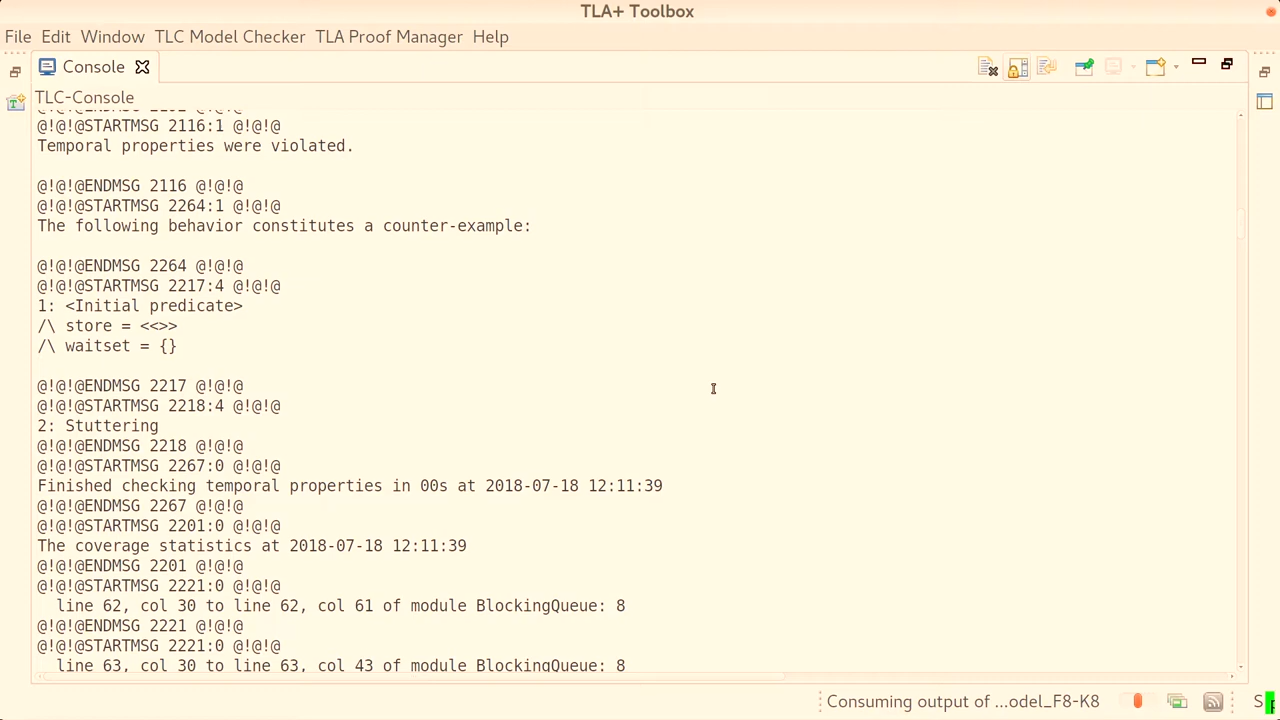 TLA+ Toolbox
File Edit Window TLC Model Checker TLA Proof Manager Help
Console
TLC-Console
@!@!@STARTMSG 2116:1 @!@!@
Temporal properties were violated.
@!@!@ENDMSG 2116 @!@!@
@!@!@STARTMSG 2264:1 @!@!@
The following behavior constitutes a counter-example:
@!@!@ENDMSG 2264 @!@!@
@!@!@STARTMSG 2217:4 @!@!@
1: <Initial predicate>
/\ store = <<>>
/\ waitset = {}
@!@!@ENDMSG 2217 @!@!@
@!@!@STARTMSG 2218:4 @!@!@
2: Stuttering
@!@!@ENDMSG 2218 @!@!@
@!@!@STARTMSG 2267:0 @!@!@
Finished checking temporal properties in 00s at 2018-07-18 12:11:39
@!@!@ENDMSG 2267 @!@!@
@!@!@STARTMSG 2201:0 @!@!@
The coverage statistics at 2018-07-18 12:11:39
@!@!@ENDMSG 2201 @!@!@
@!@!@STARTMSG 2221:0 @!@!@
line 62, col 30 to line 62, col 61 of module BlockingQueue: 8
@!@!@ENDMSG 2221 @!@!@
@!@!@STARTMSG 2221:0 @!@!@
line 63, col 30 to line 63, col 43 of module BlockingQueue: 8
Consuming output of ...odel_F8-K8
S